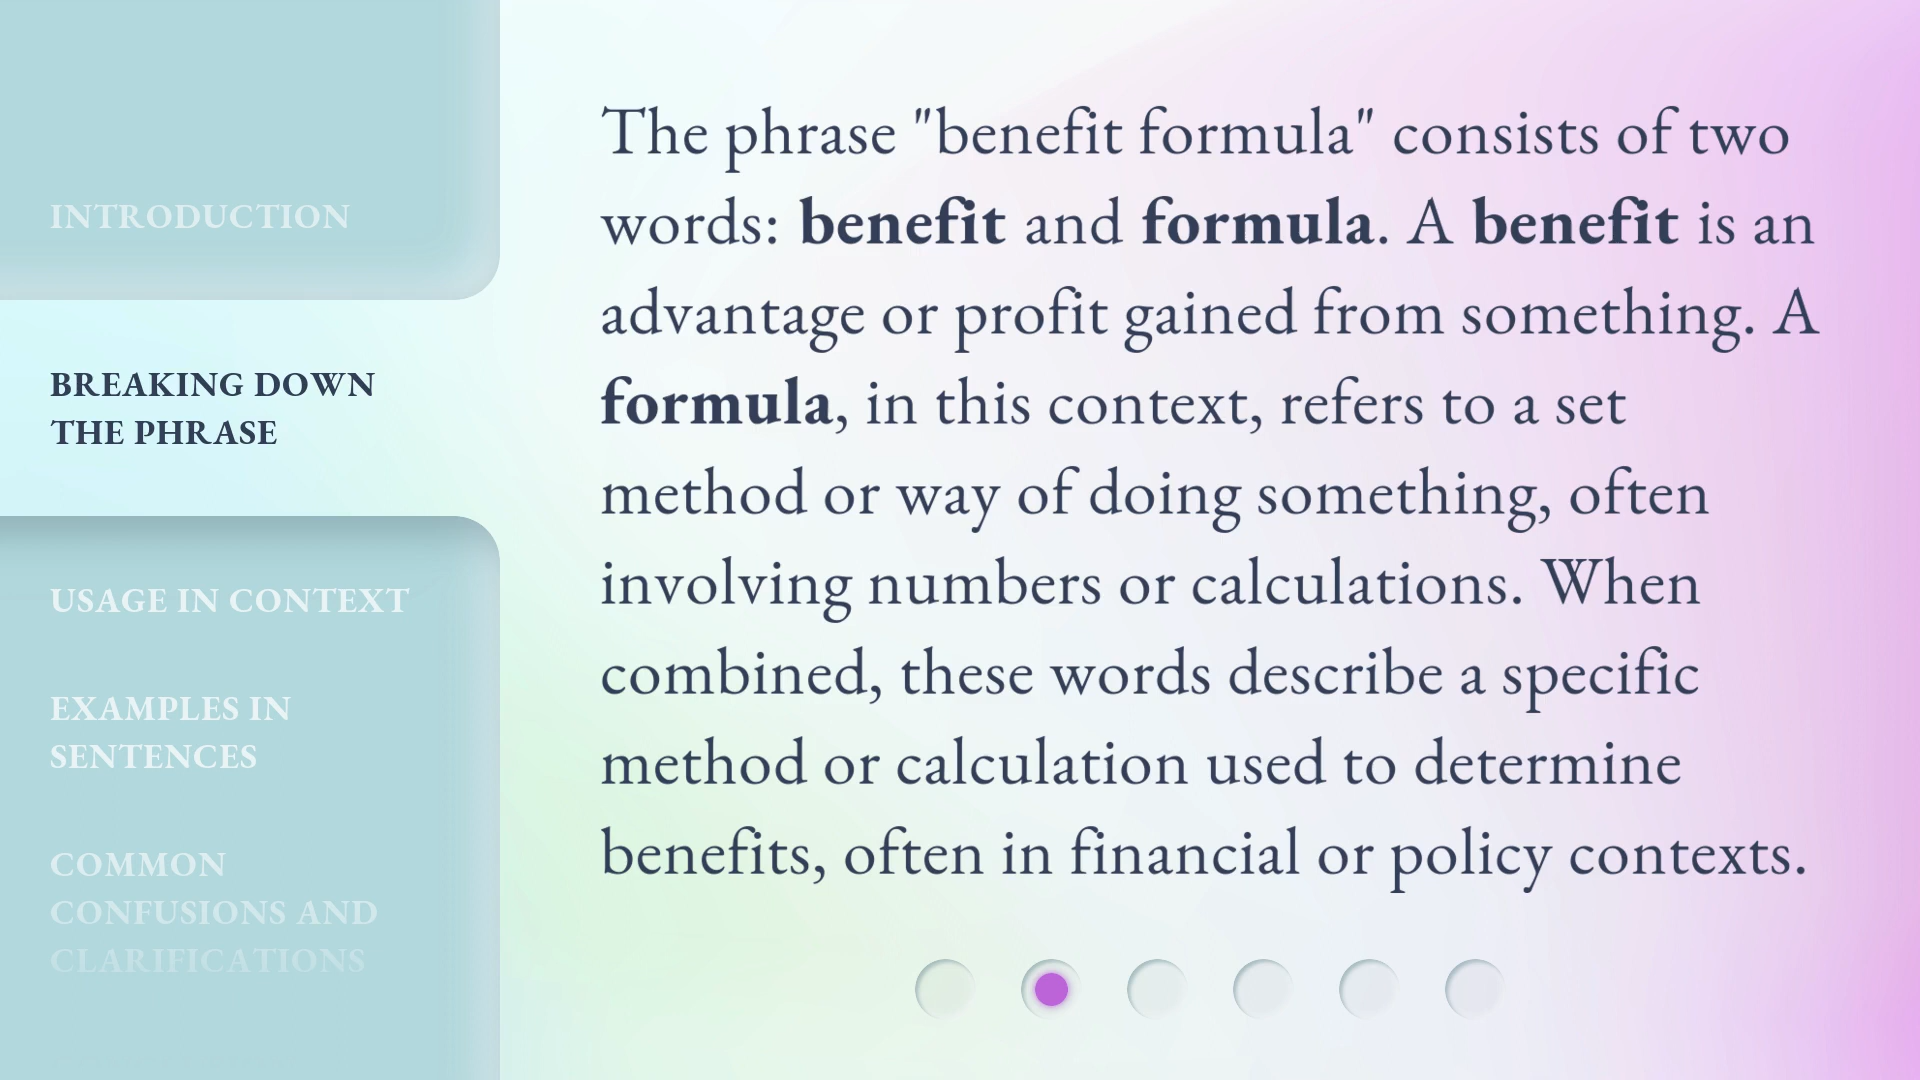 INTRODUCTION
BREAKING DOWN
THE PHRASE
USAGE IN CONTEXT
EXAMPLES IN
SENTENCES
COMMON
CONFUSIONS AND
CLARIFICATIONS
The phrase "benefit formula" consists of two
words: benefit and formula. A benefit is an
advantage or profit gained from something. A
formula, in this context, refers to a set
method or way of doing something, often
involving numbers or calculations. When
combined, these words describe a specific
method or calculation used to determine
benefits, often in financial or policy contexts.